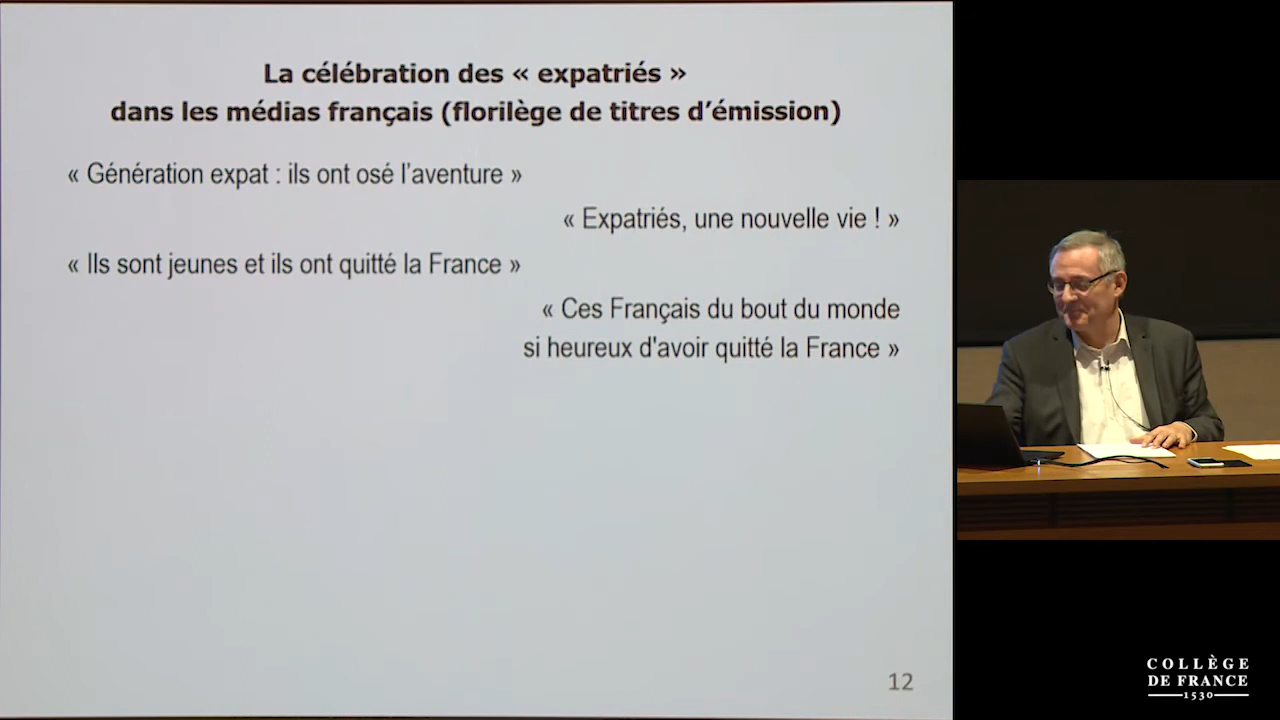 La célébration des « expatriés »
dans les médias français (florilège de titres d’émission)
« Génération expat : ils ont osé l’aventure »
« Expatriés, une nouvelle vie ! »
« Ils sont jeunes et ils ont quitté la France »
« Ces Français du bout du monde
si heureux d'avoir quitté la France »
12
COLLÈGE
DE FRANCE
1530